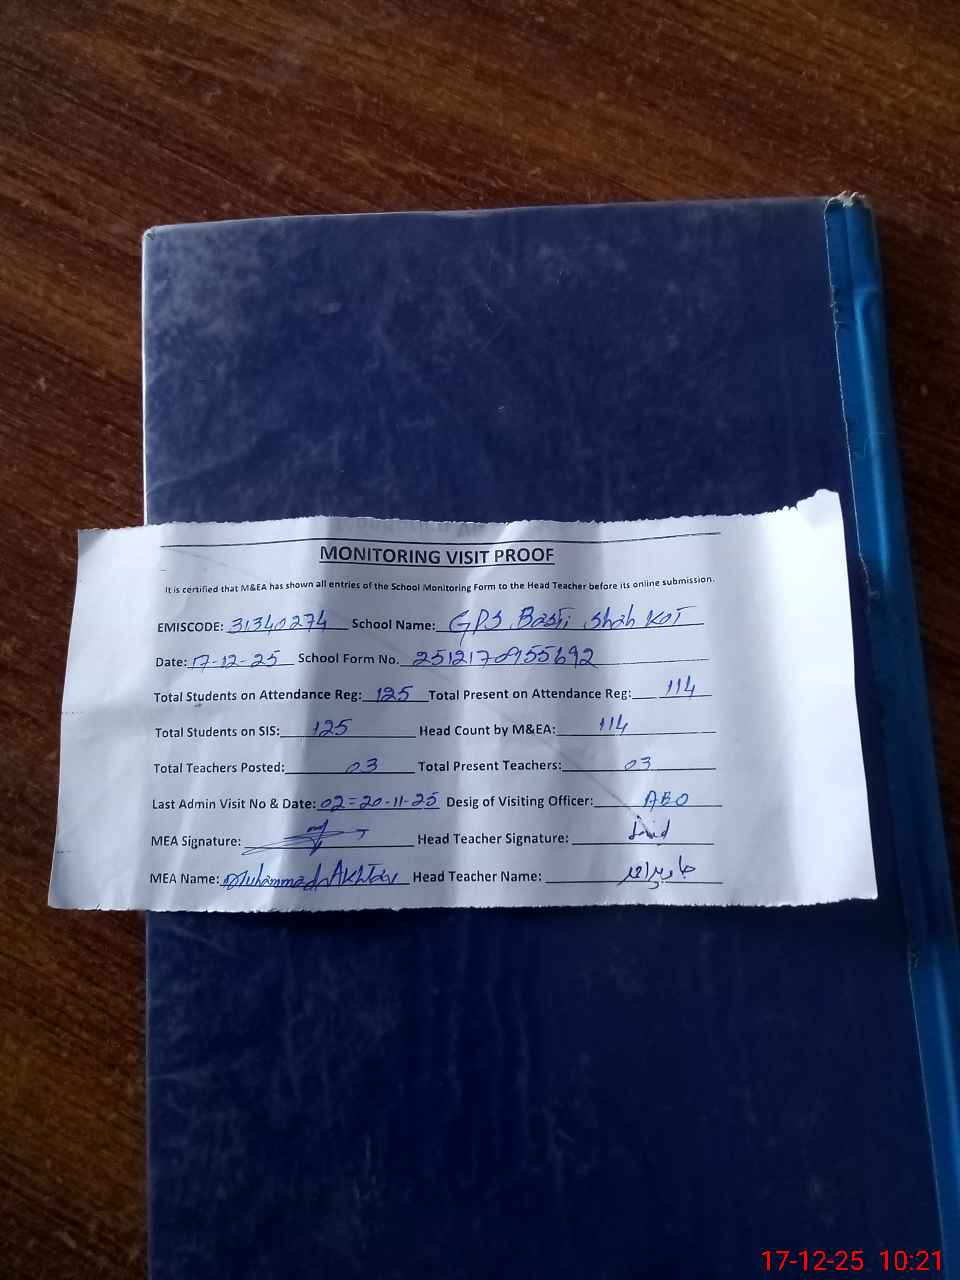 MONITORING VISIT PROOF
It is certified that M&EA has shown all entries of the School Monitoring Form to the Head Teacher before its online submission.
EMISCODE: 31340274 School Name: GPS Basti Shah Kot
Date: 17-12-25 School Form No. 2512170955692
Total Students on Attendance Reg: 125 Total Present on Attendance Reg: 114
Total Students on SIS: 125 Head Count by M&EA: 114
Total Teachers Posted: 03 Total Present Teachers: 03
Last Admin Visit No & Date: 02=20-11-25 Desig of Visiting Officer: AEO
MEA Signature: Head Teacher Signature:
MEA Name: Muhammad Akhtar Head Teacher Name: جاوید احمد
17-12-25 10:21